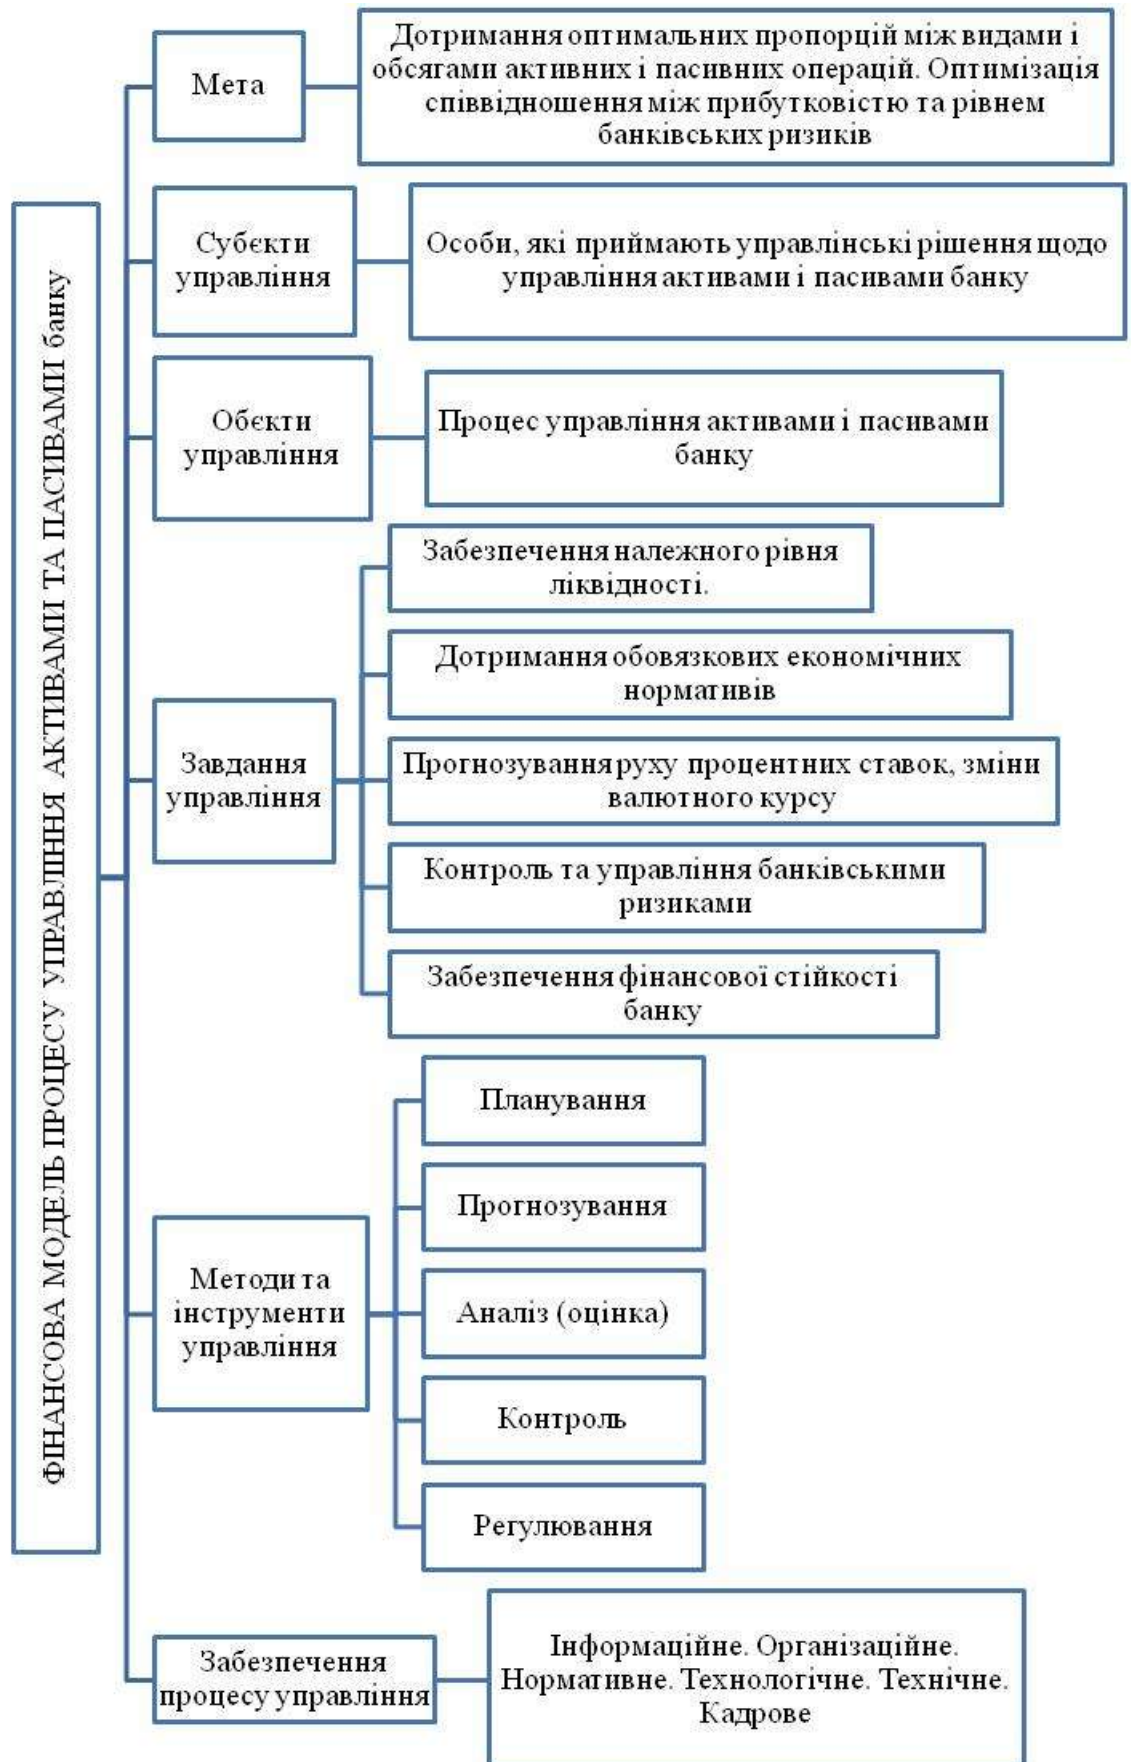 ФІНАНСОВА МОДЕЛЬ ПРОЦЕСУ УПРАВЛІННЯ АКТИВАМИ ТА ПАСИВАМИ банку
Мета
Дотримання оптимальних пропорцій між видами і
обсягами активних і пасивних операцій. Оптимізація
співвідношення між прибутковістю та рівнем
банківських ризиків
Субєкти
управління
Особи, які приймають управлінські рішення щодо
управління активами і пасивами банку
Обєкти
управління
Процес управління активами і пасивами
банку
Завдання
управління
Забезпечення належного рівня
ліквідності.
Дотримання обовязкових економічних
нормативів
Прогнозування руху процентних ставок, зміни
валютного курсу
Контроль та управління банківськими
ризиками
Забезпечення фінансової стійкості
банку
Методи та
інструменти
управління
Планування
Прогнозування
Аналіз (оцінка)
Контроль
Регулювання
Забезпечення
процесу управління
Інформаційне. Організаційне.
Нормативне. Технологічне. Технічне.
Кадрове